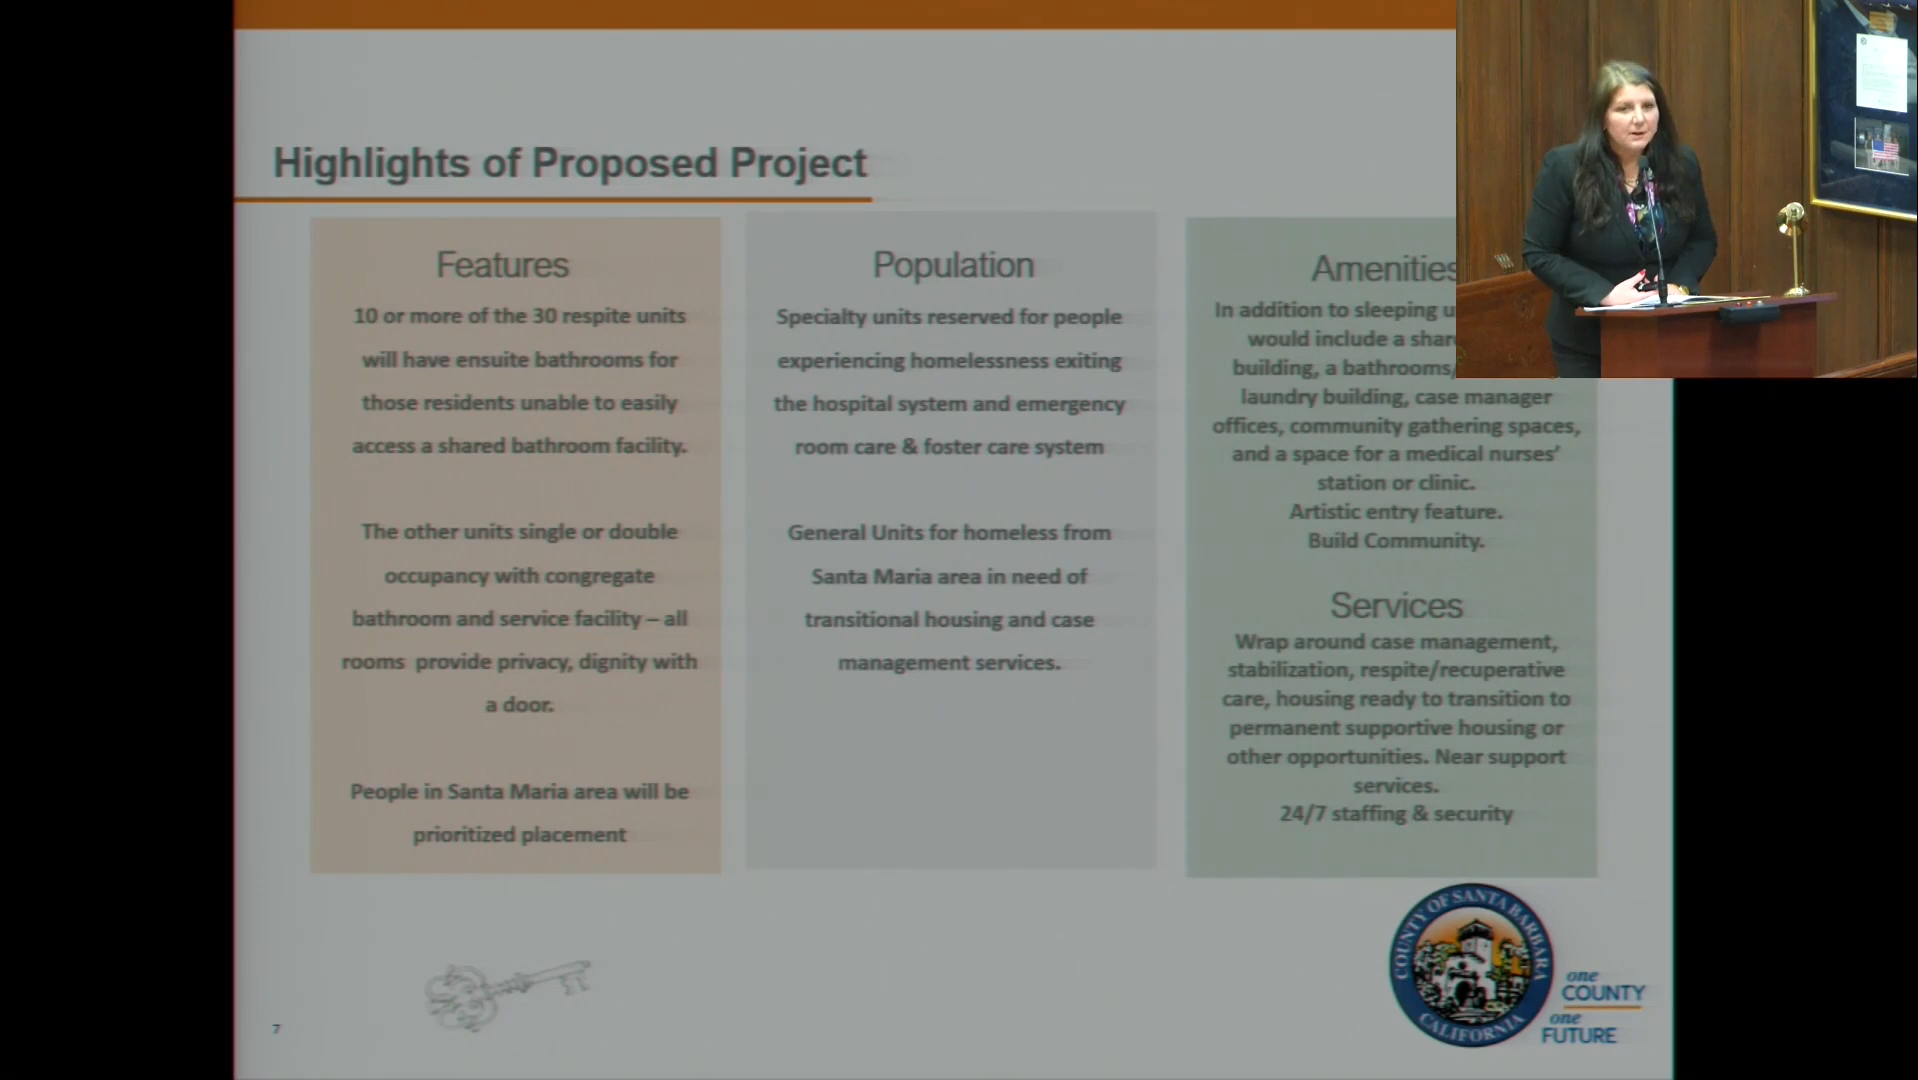 Highlights of Proposed Project
Features
10 or more of the 30 respite units
will have ensuite bathrooms for
those residents unable to easily
access a shared bathroom facility.
The other units single or double
occupancy with congregate
bathroom and service facility – all
rooms provide privacy, dignity with
a door.
People in Santa Maria area will be
prioritized placement
Population
Specialty units reserved for people
experiencing homelessness exiting
the hospital system and emergency
room care & foster care system
General Units for homeless from
Santa Maria area in need of
transitional housing and case
management services.
Amenities
In addition to sleeping
would include a
building, a bathrooms/
laundry building, case manager
offices, community gathering spaces,
and a space for a medical nurses'
station or clinic.
Artistic entry feature.
Build Community.
Services
Wrap around case management,
stabilization, respite/recuperative
care, housing ready to transition to
permanent supportive housing or
other opportunities. Near support
services.
24/7 staffing & security
COUNTY OF SANTA BARBARA
CALIFORNIA
one
COUNTY
one
FUTURE
7